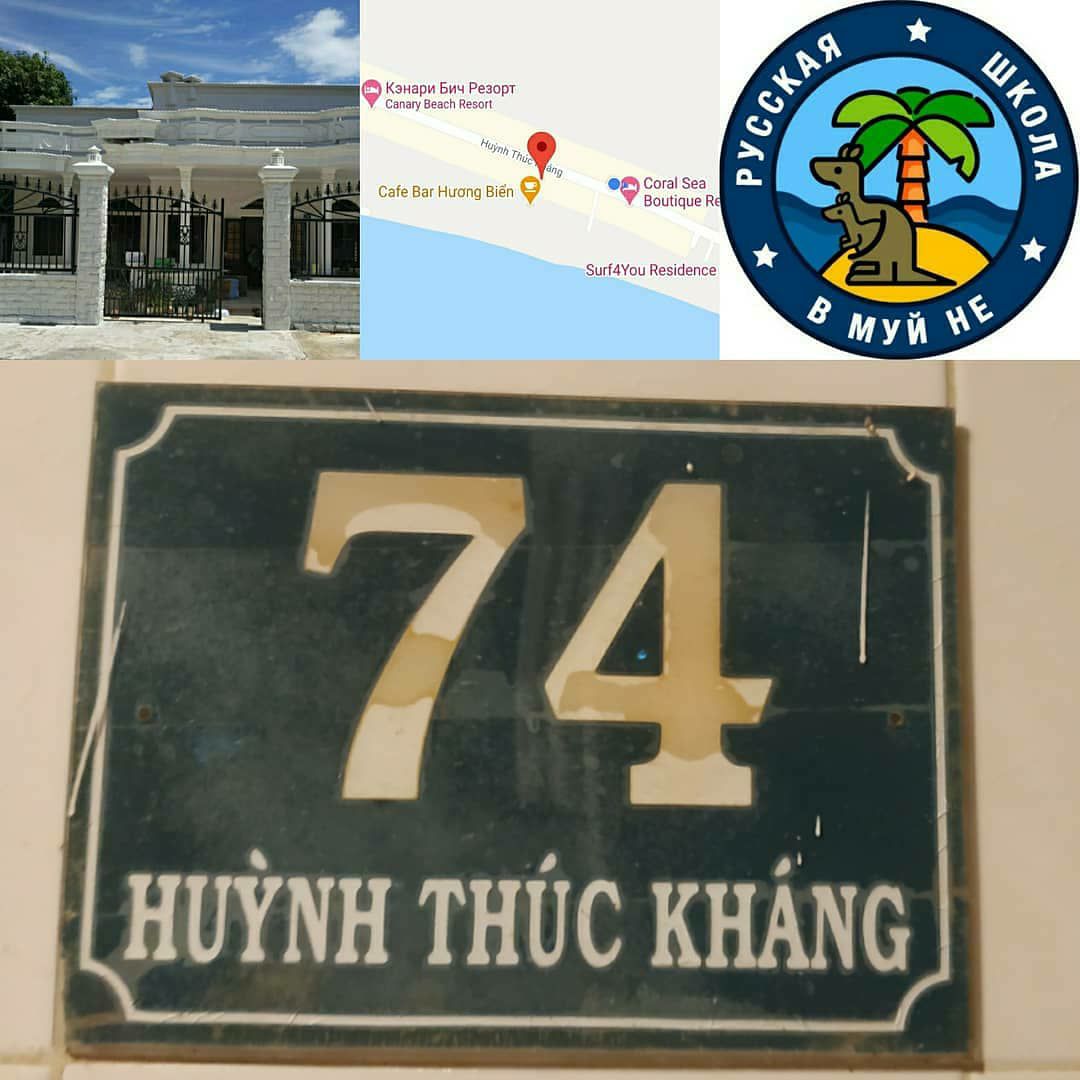 Кэнари Бич Резорт
Canary Beach Resort
Huỳnh Thúc Kháng
Cafe Bar Hương Biển
Coral Sea
Boutique Re
Surf4You Residence
РУССКАЯ ШКОЛА
В МУЙ НЕ
74
HUỲNH THÚC KHÁNG